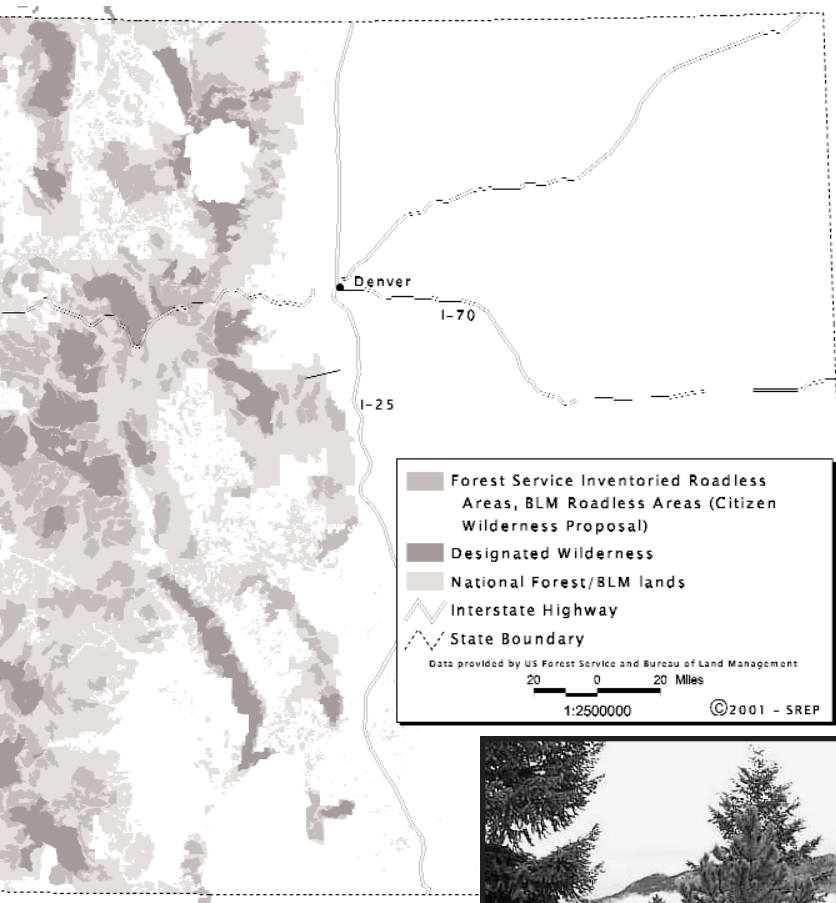 Denver
I-70
I-25
Forest Service Inventoried Roadless
Areas, BLM Roadless Areas (Citizen
Wilderness Proposal)
Designated Wilderness
National Forest/BLM lands
Interstate Highway
State Boundary
Data provided by US Forest Service and Bureau of Land Management
20 0 20 Miles
1:2500000
©2001 - SREP